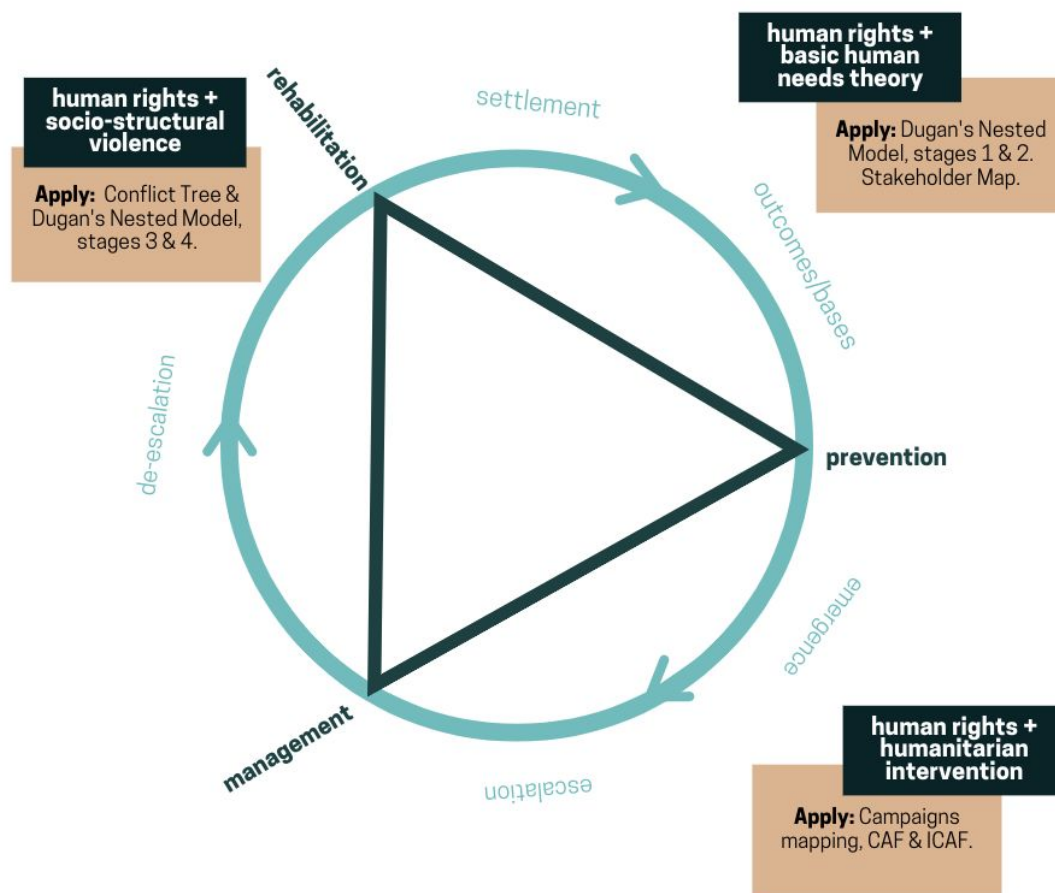 human rights +
socio-structural
violence
Apply: Conflict Tree &
Dugan's Nested Model,
stages 3 & 4.
rehabilitation
settlement
human rights +
basic human
needs theory
Apply: Dugan's Nested
Model, stages 1 & 2.
Stakeholder Map.
outcomes/bases
de-escalation
prevention
emergence
management
escalation
human rights +
humanitarian
intervention
Apply: Campaigns
mapping, CAF & ICAF.